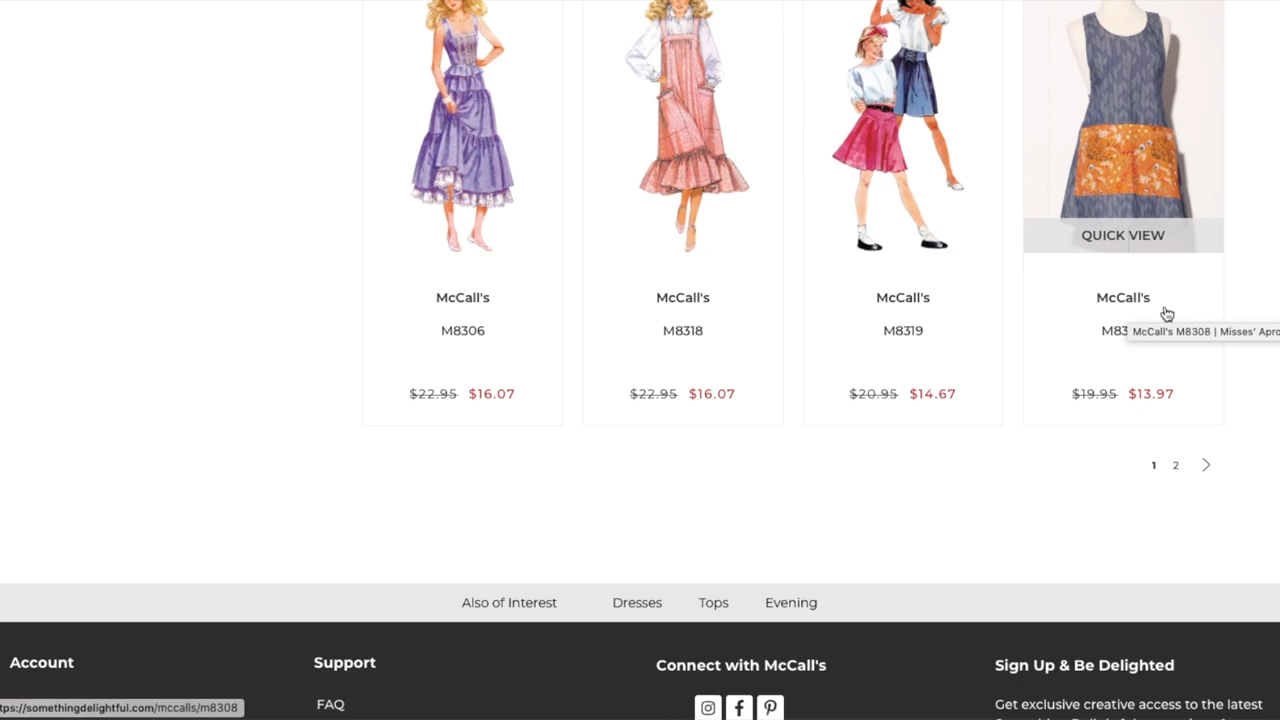 QUICK VIEW
McCall's
McCall's
McCall's
McCall's
M8306
M8318
M8319
M83
McCall's M8308 | Misses' Apro
$22.95 $16.07
$22.95 $16.07
$20.95 $14.67
$19.95 $13.97
1 2
Also of Interest Dresses Tops Evening
Account
Support
Connect with McCall's
Sign Up & Be Delighted
FAQ
Get exclusive creative access to the latest
tps://somethingdelightful.com/mccalls/m8308